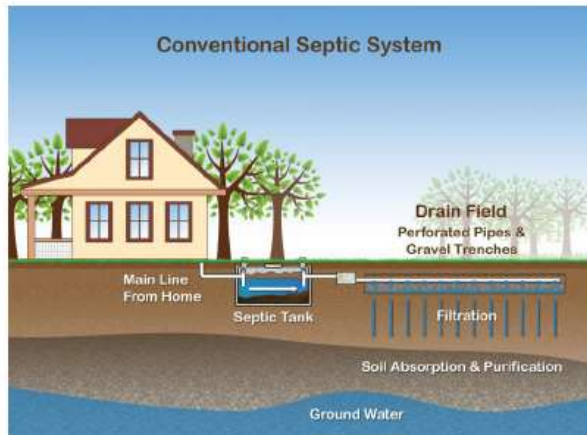 Conventional Septic System
Drain Field
Perforated Pipes &
Gravel Trenches
Main Line
From Home
Septic Tank
Filtration
Soil Absorption & Purification
Ground Water